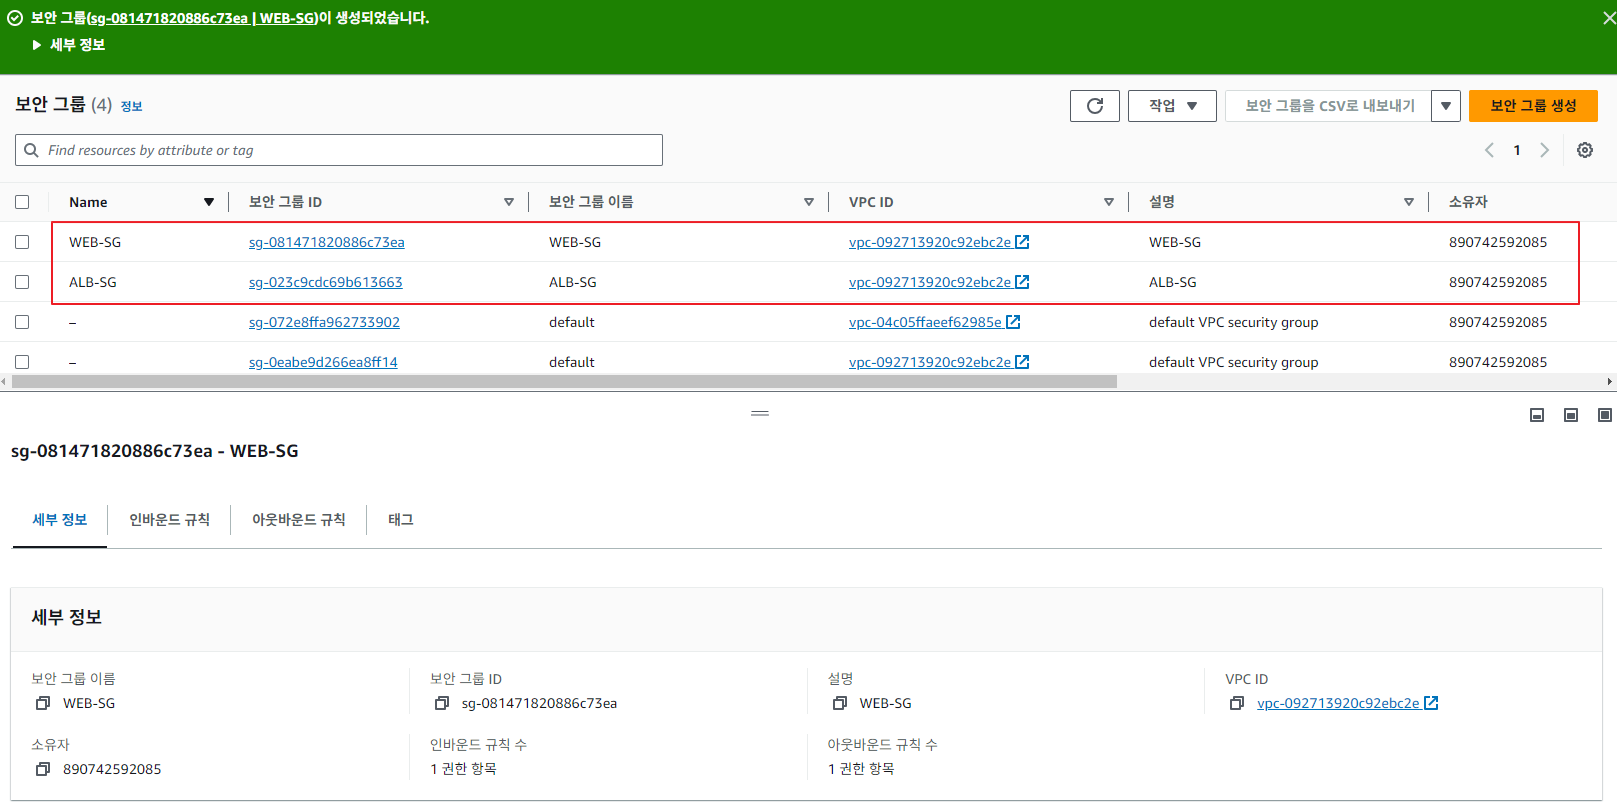 보안 그룹(sg-081471820886c73ea | WEB-SG)이 생성되었습니다.
세부 정보
보안 그룹 (4) 정보
작업
보안 그룹을 CSV로 내보내기
보안 그룹 생성
Find resources by attribute or tag
1
Name 보안 그룹 ID 보안 그룹 이름 VPC ID 설명 소유자
WEB-SG sg-081471820886c73ea WEB-SG vpc-092713920c92ebc2e WEB-SG 890742592085
ALB-SG sg-023c9cdc69b613663 ALB-SG vpc-092713920c92ebc2e ALB-SG 890742592085
– sg-072e8ffa962733902 default vpc-04c05ffaeef62985e default VPC security group 890742592085
– sg-0eabe9d266ea8ff14 default vpc-092713920c92ebc2e default VPC security group 890742592085
sg-081471820886c73ea - WEB-SG
세부 정보 인바운드 규칙 아웃바운드 규칙 태그
세부 정보
보안 그룹 이름 보안 그룹 ID 설명 VPC ID
WEB-SG sg-081471820886c73ea WEB-SG vpc-092713920c92ebc2e
소유자 인바운드 규칙 수 아웃바운드 규칙 수
890742592085 1 권한 항목 1 권한 항목